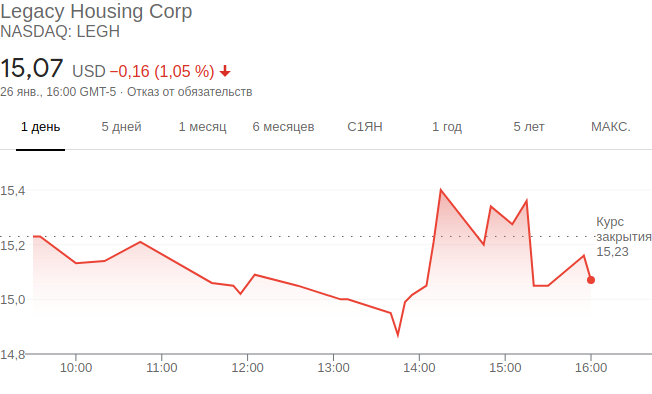 Legacy Housing Corp
NASDAQ: LEGH
15,07 USD −0,16 (1,05 %)
26 янв., 16:00 GMT-5 · Отказ от обязательств
1 день 5 дней 1 месяц 6 месяцев С1ЯН 1 год 5 лет МАКС.
15,4
Курс
закрытия
15,23
15,2
15,0
14,8
10:00 11:00 12:00 13:00 14:00 15:00 16:00